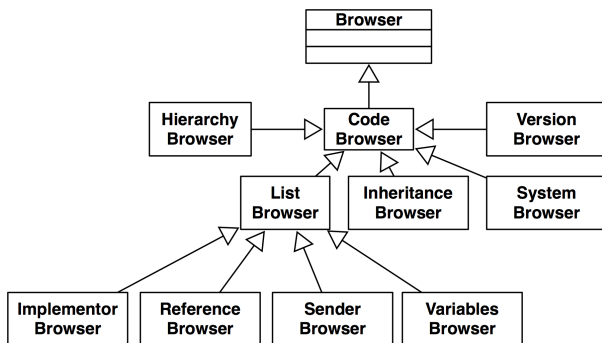 Browser
Hierarchy
Browser
Code
Browser
Version
Browser
List
Browser
Inheritance
Browser
System
Browser
Implementor
Browser
Reference
Browser
Sender
Browser
Variables
Browser